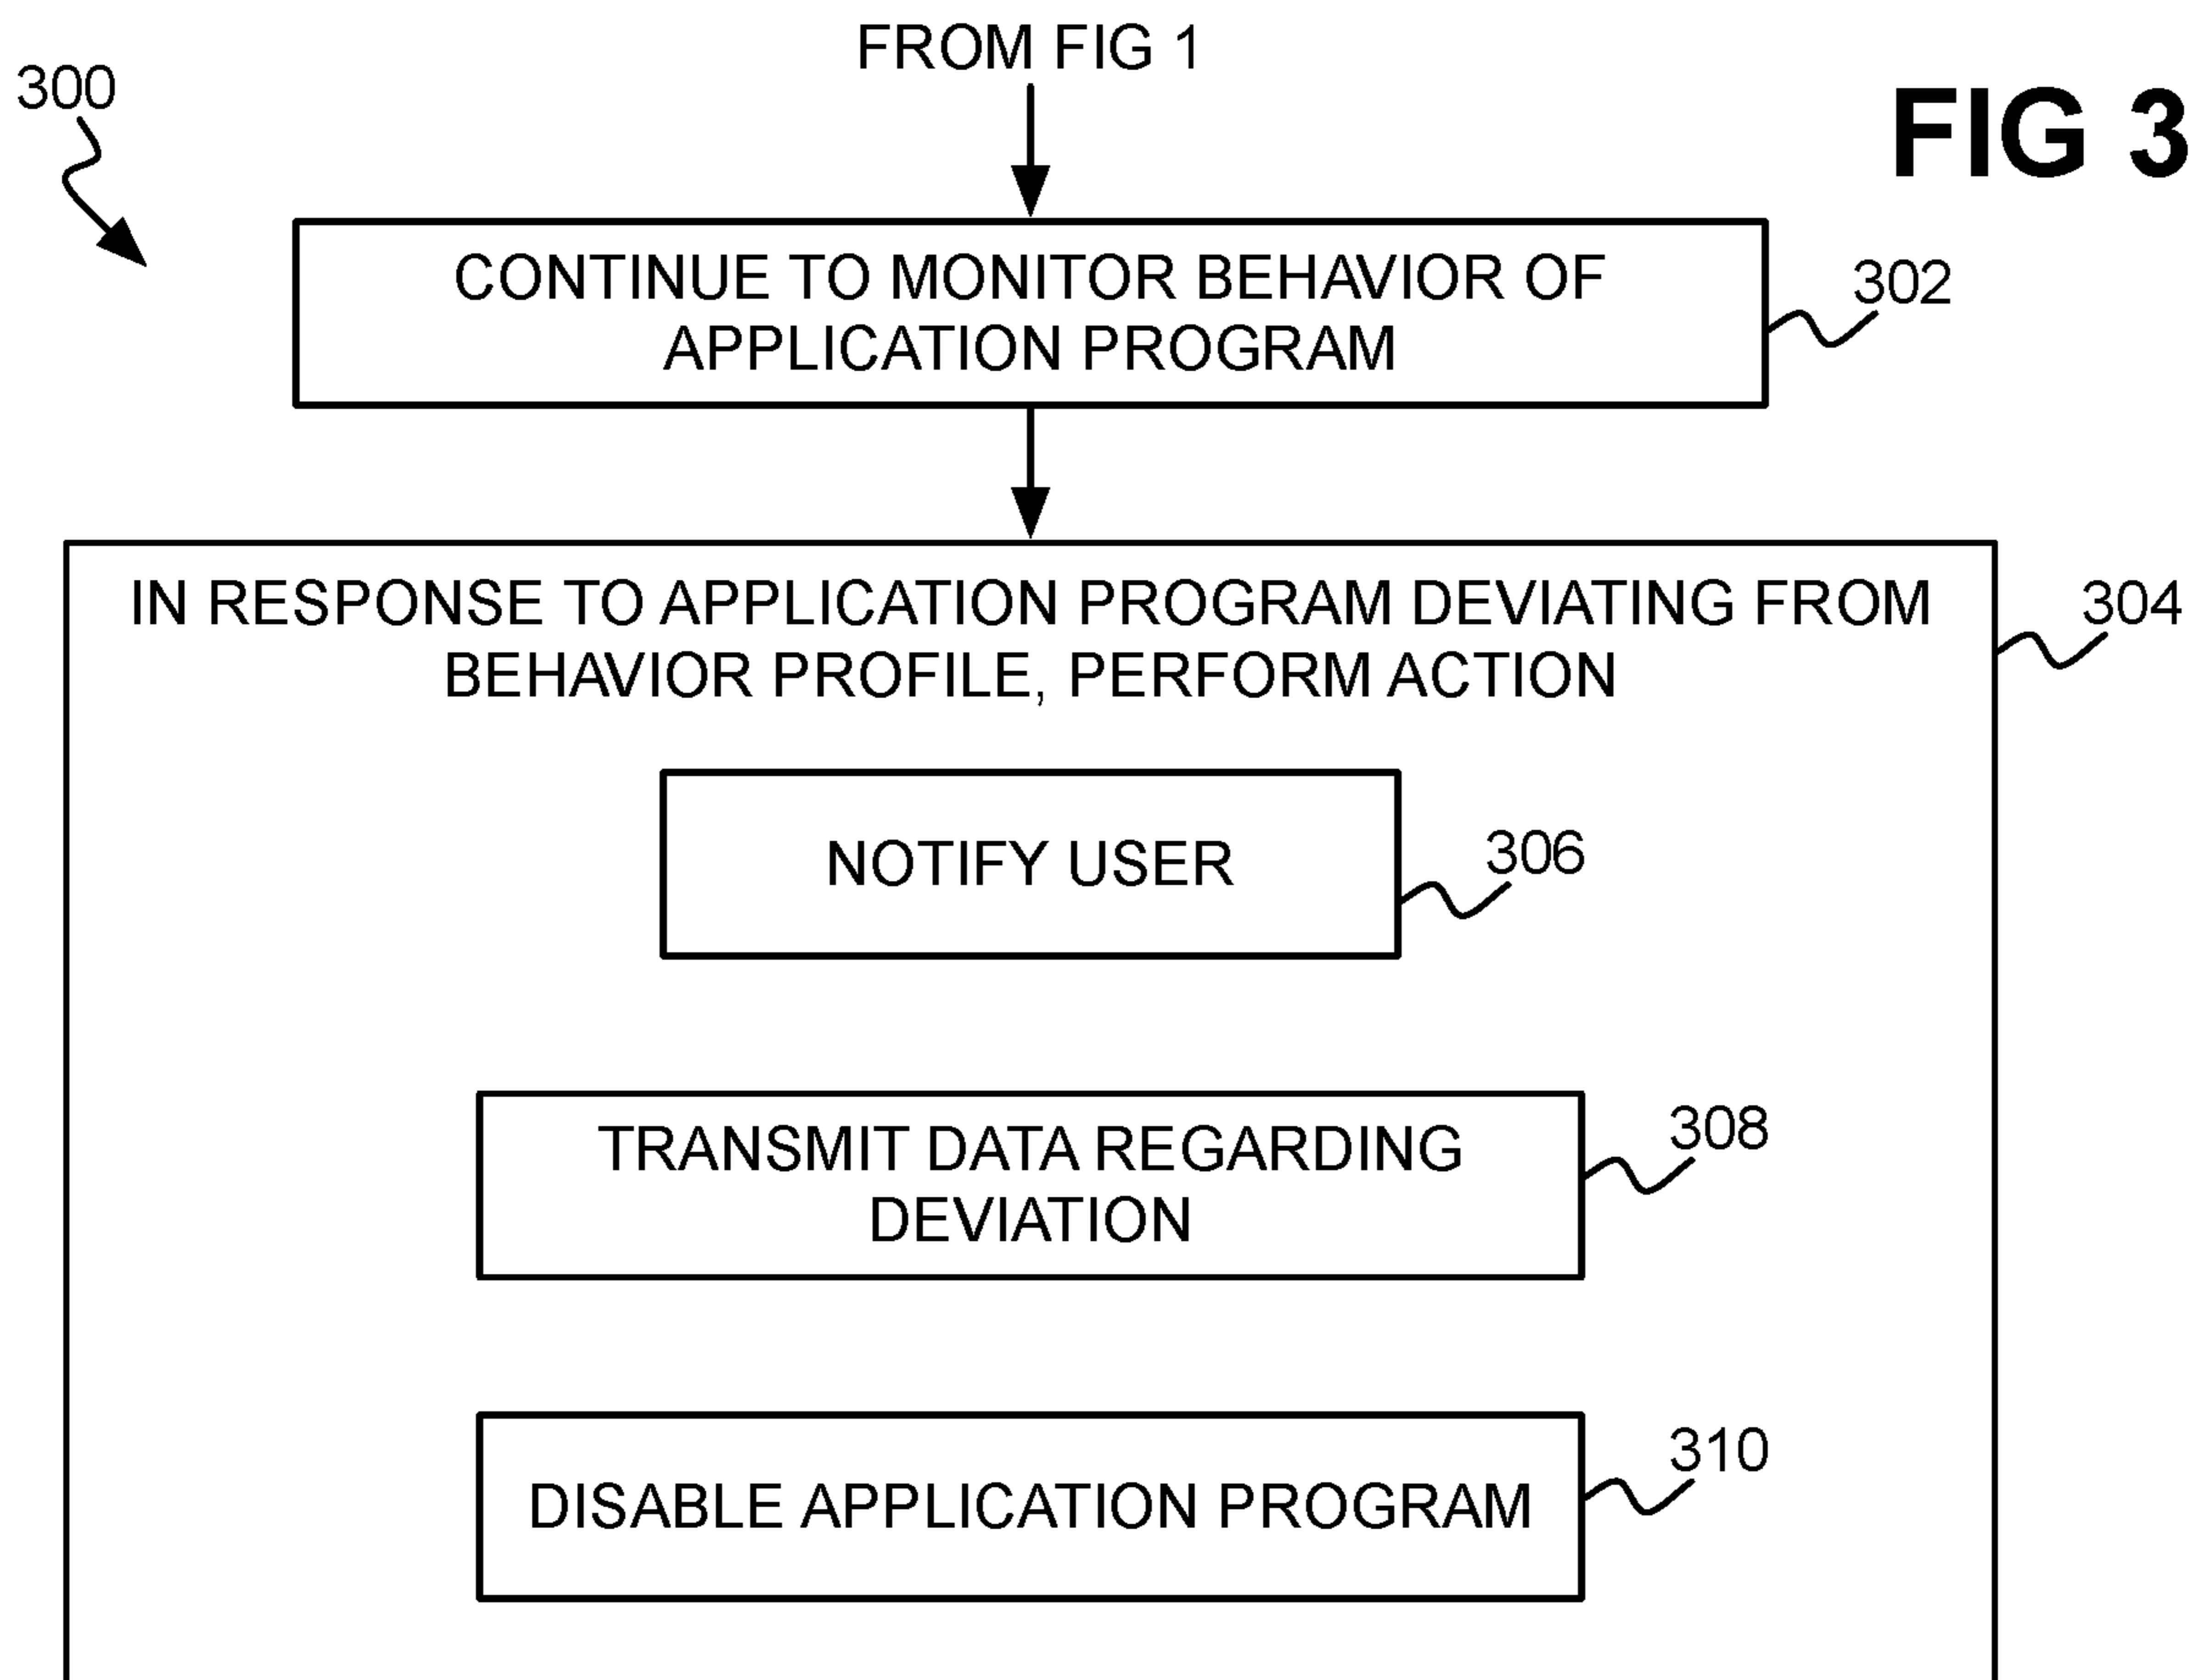 FROM FIG 1
300
FIG 3
CONTINUE TO MONITOR BEHAVIOR OF
APPLICATION PROGRAM
302
IN RESPONSE TO APPLICATION PROGRAM DEVIATING FROM
BEHAVIOR PROFILE, PERFORM ACTION
304
NOTIFY USER
306
TRANSMIT DATA REGARDING
DEVIATION
308
DISABLE APPLICATION PROGRAM
310